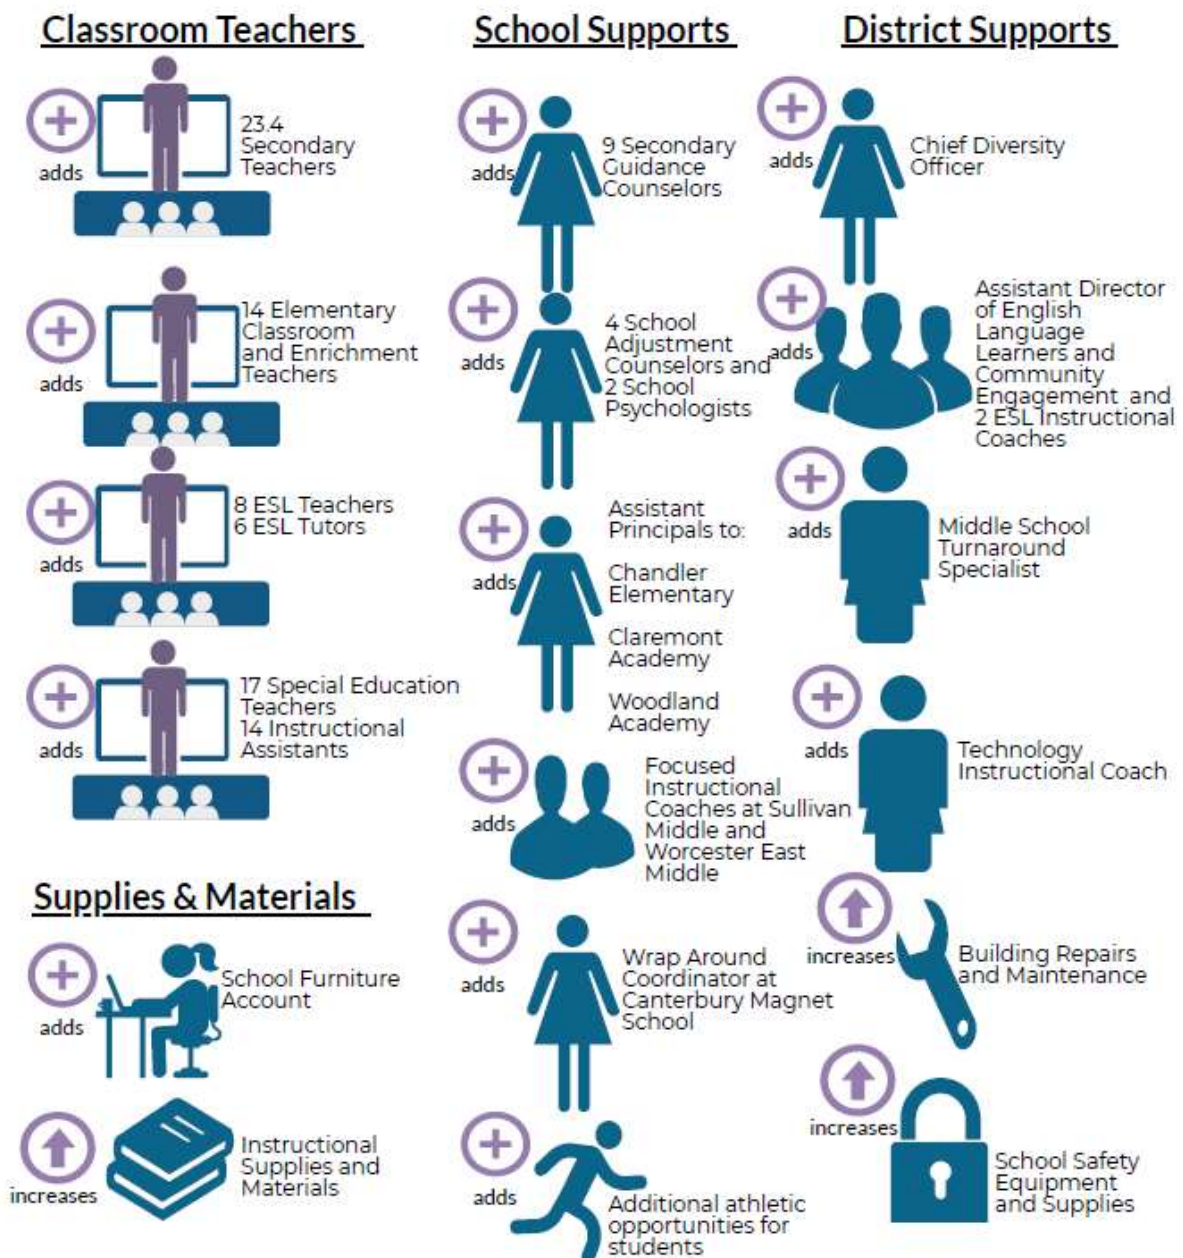 Classroom Teachers
adds
23.4
Secondary
Teachers
adds
14 Elementary
Classroom
and Enrichment
Teachers
adds
8 ESL Teachers
6 ESL Tutors
adds
17 Special Education
Teachers
14 Instructional
Assistants
Supplies & Materials
adds
School Furniture
Account
increases
Instructional
Supplies and
Materials
School Supports
adds
9 Secondary
Guidance
Counselors
adds
4 School
Adjustment
Counselors and
2 School
Psychologists
adds
Assistant
Principals to:
Chandler
Elementary
Claremont
Academy
Woodland
Academy
adds
Focused
Instructional
Coaches at Sullivan
Middle and
Worcester East
Middle
adds
Wrap Around
Coordinator at
Canterbury Magnet
School
adds
Additional athletic
opportunities for
students
District Supports
adds
Chief Diversity
Officer
adds
Assistant Director
of English
Language
Learners and
Community
Engagement and
2 ESL Instructional
Coaches
adds
Middle School
Turnaround
Specialist
adds
Technology
Instructional Coach
increases
Building Repairs
and Maintenance
increases
School Safety
Equipment
and Supplies